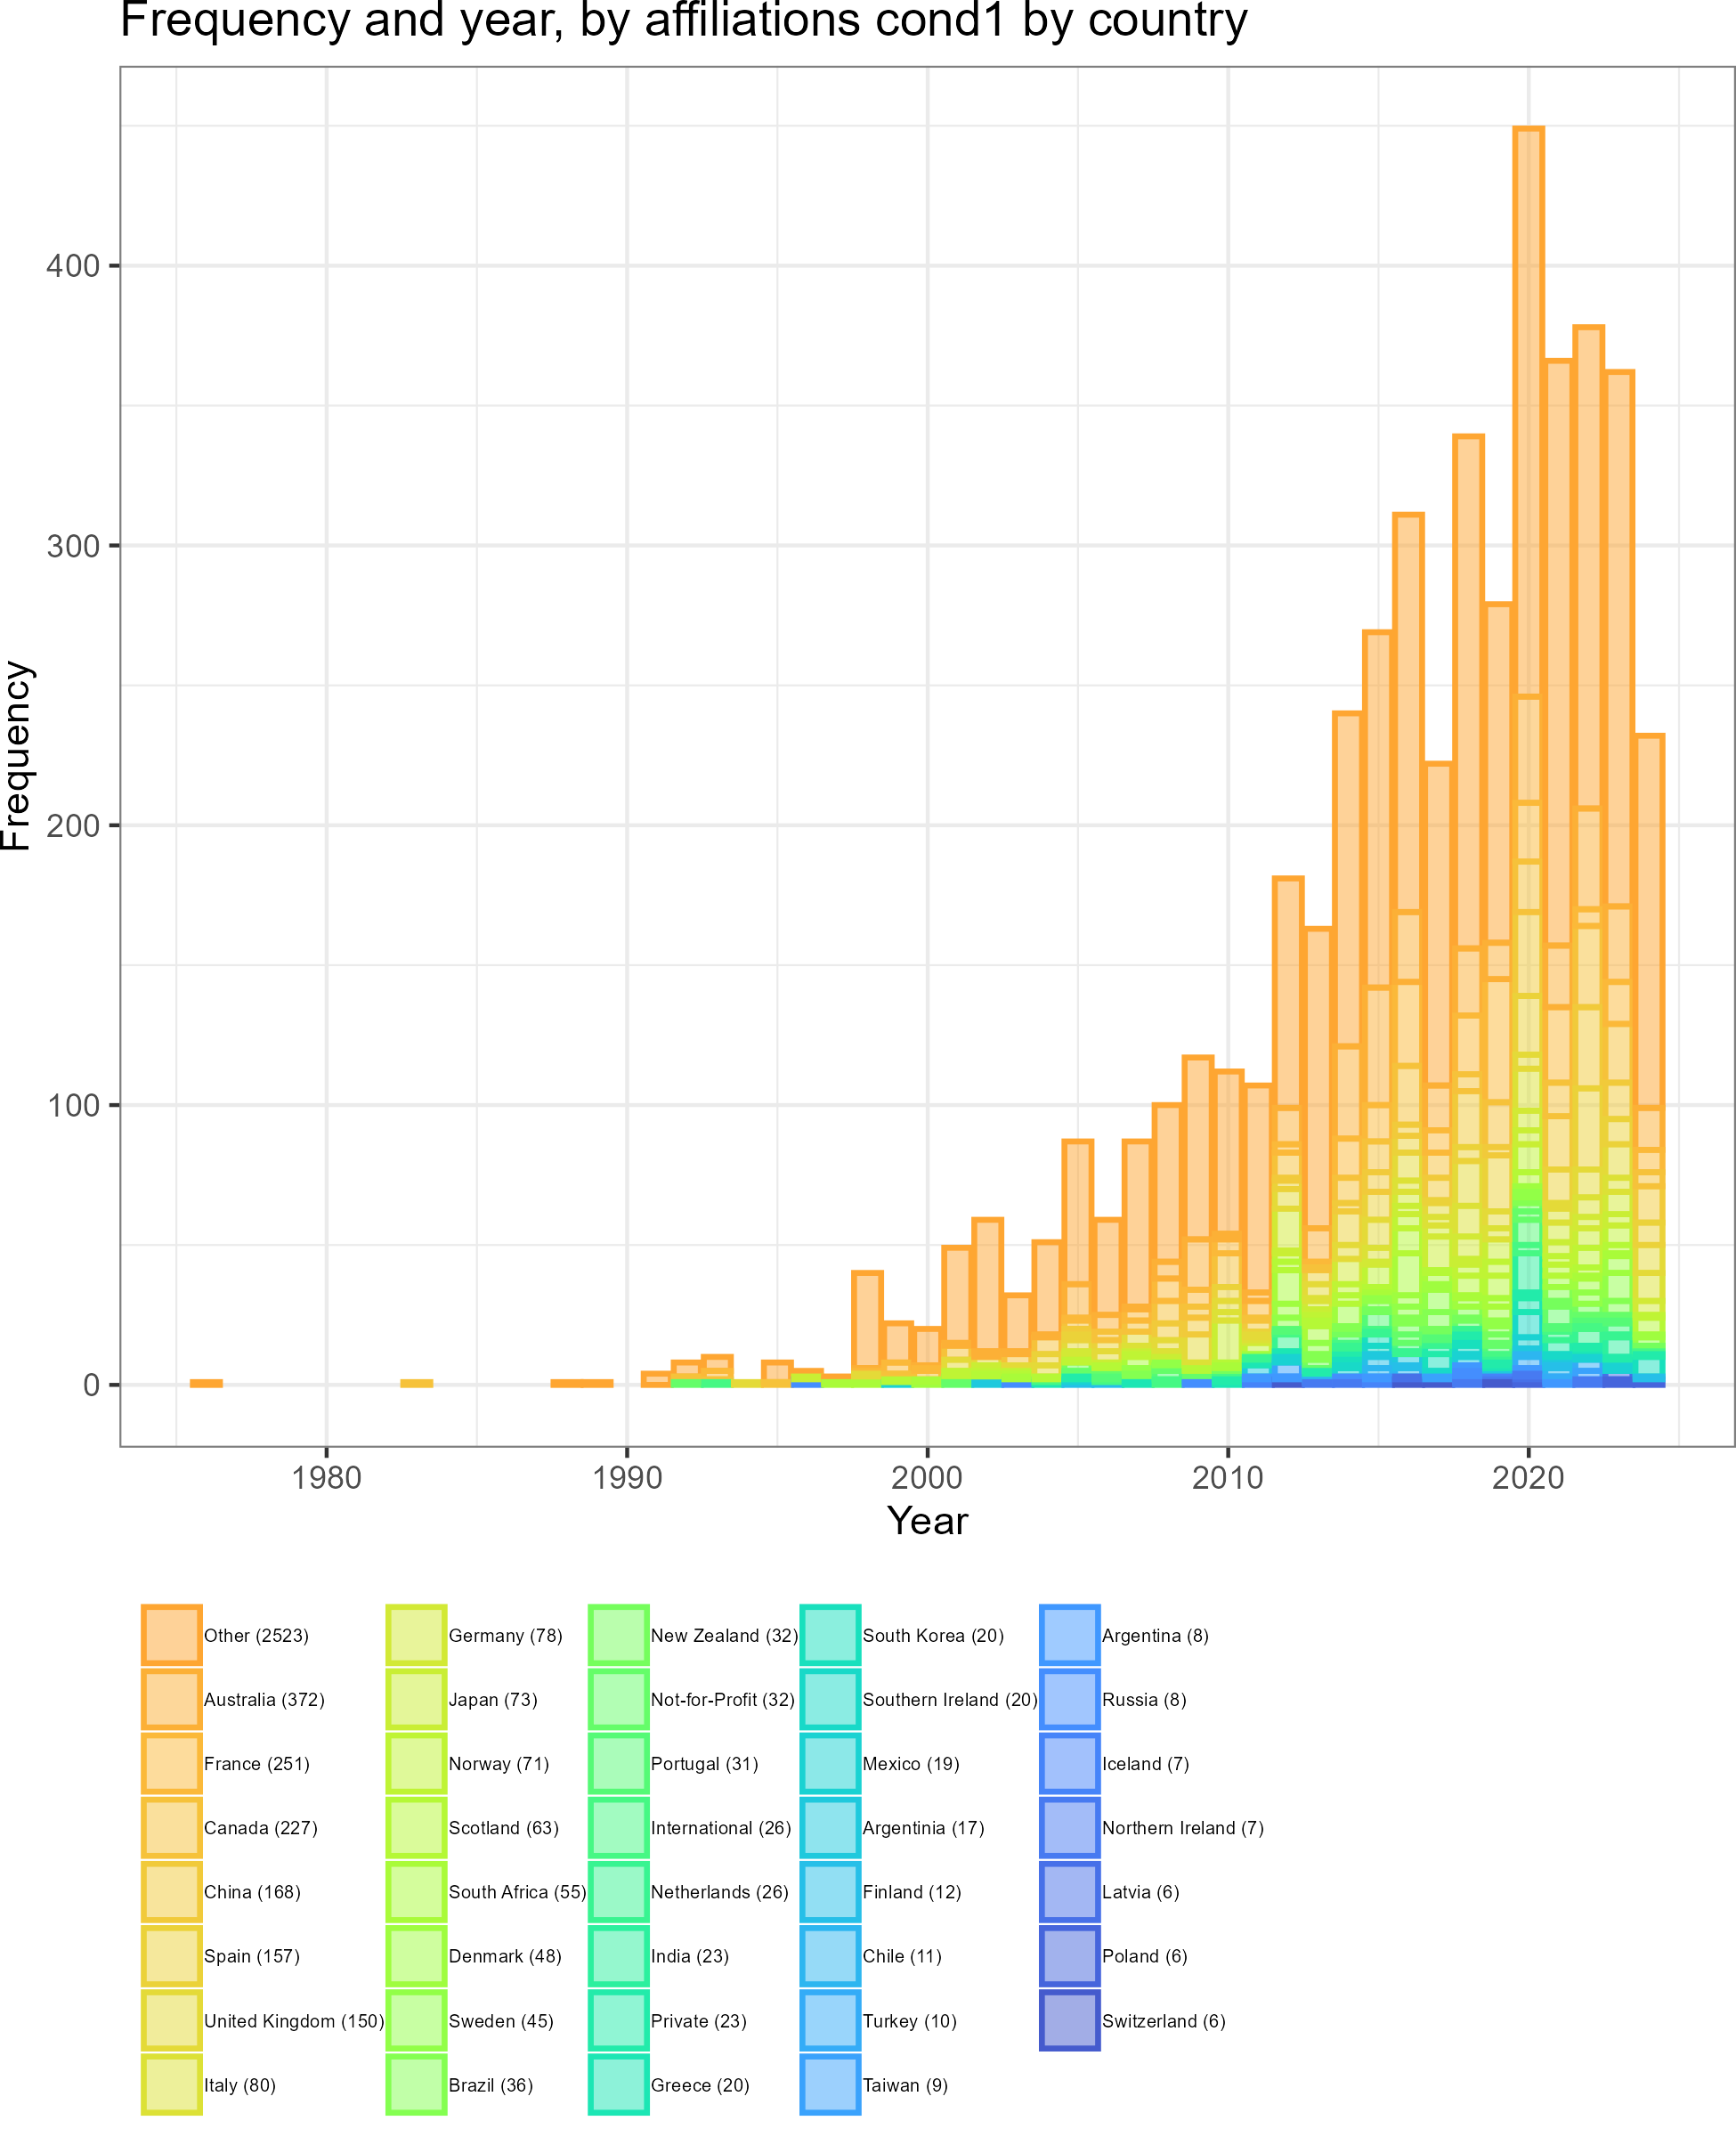 Frequency and year, by affiliations cond1 by country
Frequency
400
300
200
100
0
1980 1990 2000 2010 2020
Year
Other (2523) Germany (78) New Zealand (32) South Korea (20) Argentina (8)
Australia (372) Japan (73) Not-for-Profit (32) Southern Ireland (20) Russia (8)
France (251) Norway (71) Portugal (31) Mexico (19) Iceland (7)
Canada (227) Scotland (63) International (26) Argentinia (17) Northern Ireland (7)
China (168) South Africa (55) Netherlands (26) Finland (12) Latvia (6)
Spain (157) Denmark (48) India (23) Chile (11) Poland (6)
United Kingdom (150) Sweden (45) Private (23) Turkey (10) Switzerland (6)
Italy (80) Brazil (36) Greece (20) Taiwan (9)